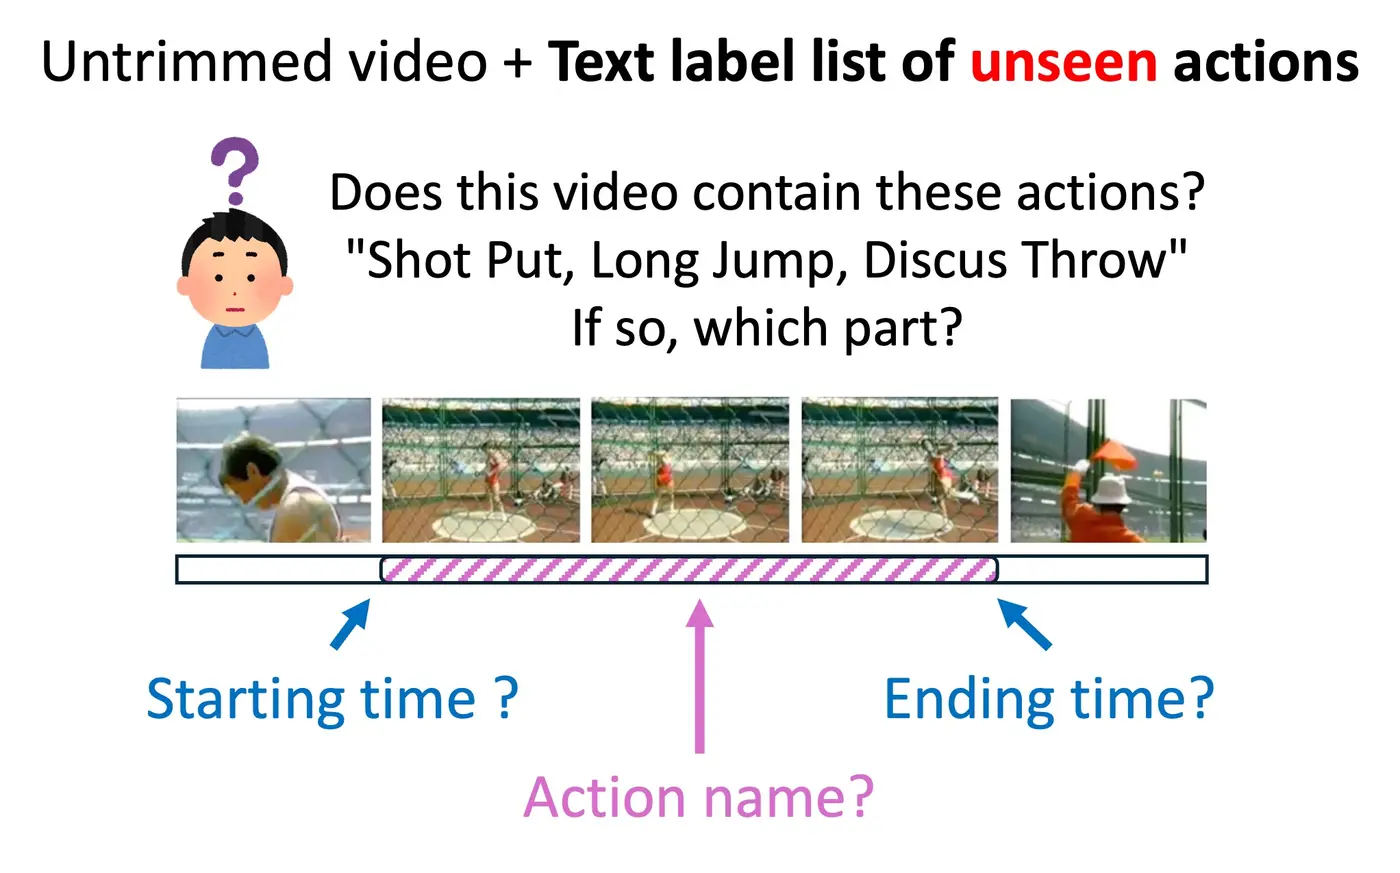 Untrimmed video + Text label list of unseen actions
?
Does this video contain these actions?
"Shot Put, Long Jump, Discus Throw"
If so, which part?
Starting time ?
Ending time?
Action name?